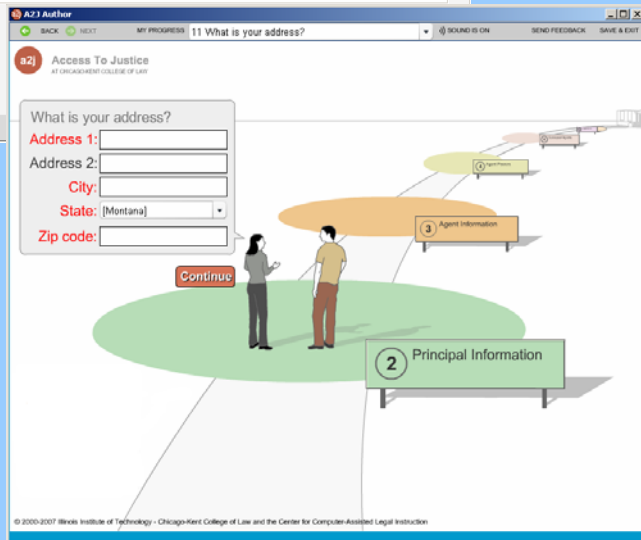 A2J Author
BACK NEXT MY PROGRESS 11 What is your address? SOUND IS ON SEND FEEDBACK SAVE & EXIT
a2j Access To Justice
AT CHICAGO-KENT COLLEGE OF LAW
What is your address?
Address 1:
Address 2:
City:
State: [Montana]
Zip code:
Continue
4
3 Agent Information
2 Principal Information
© 2000-2007 Illinois Institute of Technology - Chicago-Kent College of Law and the Center for Computer-Assisted Legal Instruction